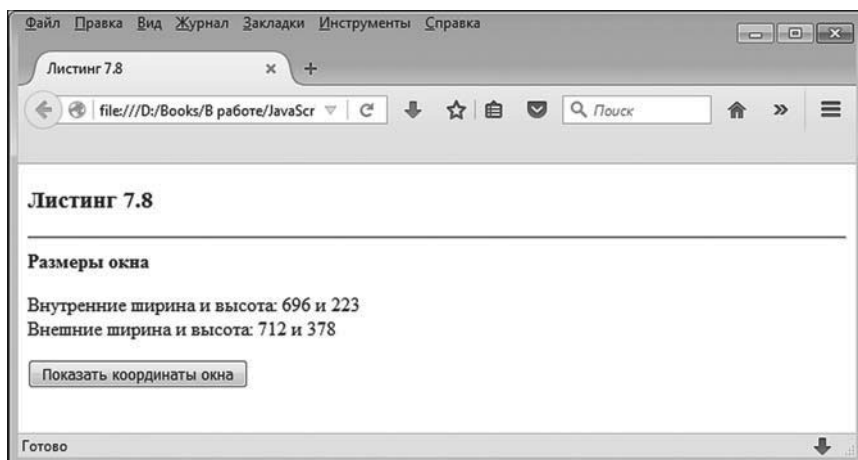 Файл Правка Вид Журнал Закладки Инструменты Справка
Листинг 7.8
file:///D:/Books/В работе/JavaScr
Поиск
Листинг 7.8
Размеры окна
Внутренние ширина и высота: 696 и 223
Внешние ширина и высота: 712 и 378
Показать координаты окна
Готово